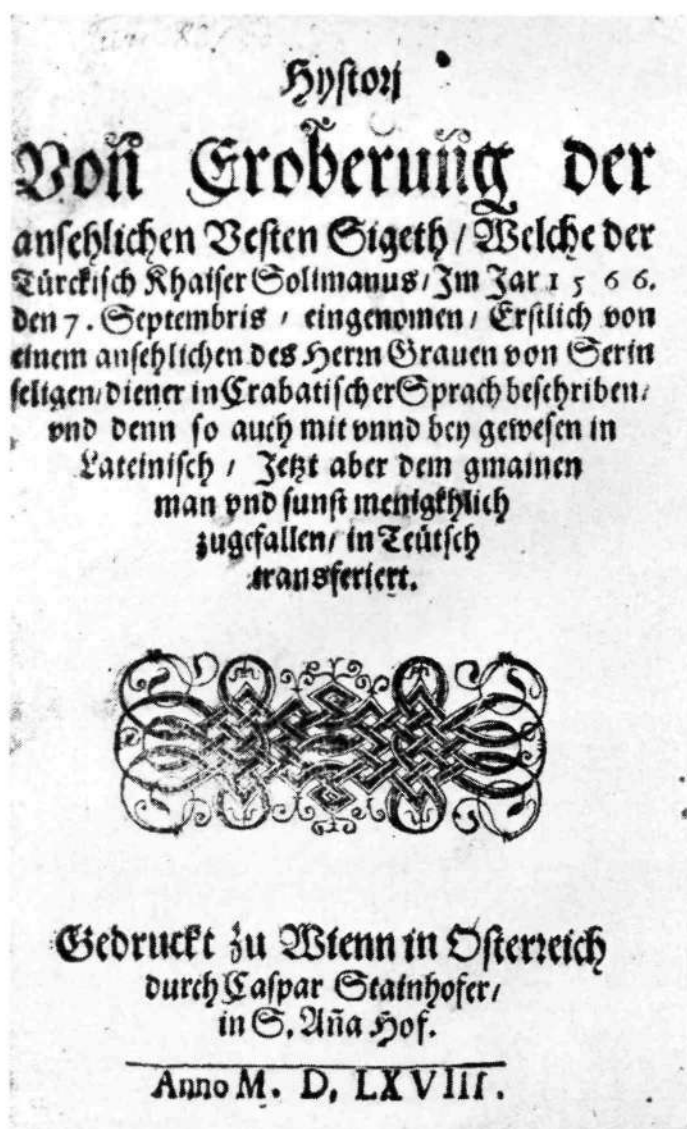 Hystorj
Von Eroberung der
ansehlichen Vesten Sigeth / Welche der
Türckisch Khaiser Solimanus / Im Jar 1566.
den 7. Septembris / eingenomen / Erstlich von
einem ansehlichen des Herrn Grauen von Serin
seligen / diener in Crabatischer Sprach beschriben /
vnd denn so auch mit vnnd bey gewesen in
Lateinisch / Jetzt aber dem gmainen
man vnd sunst menigkhlich
zugefallen / in Teütsch
transferiert.
Gedruckt zu Wienn in Osterreich
durch Caspar Stainhofer /
in S. Aña Hof.
Anno M. D. LXVIII.